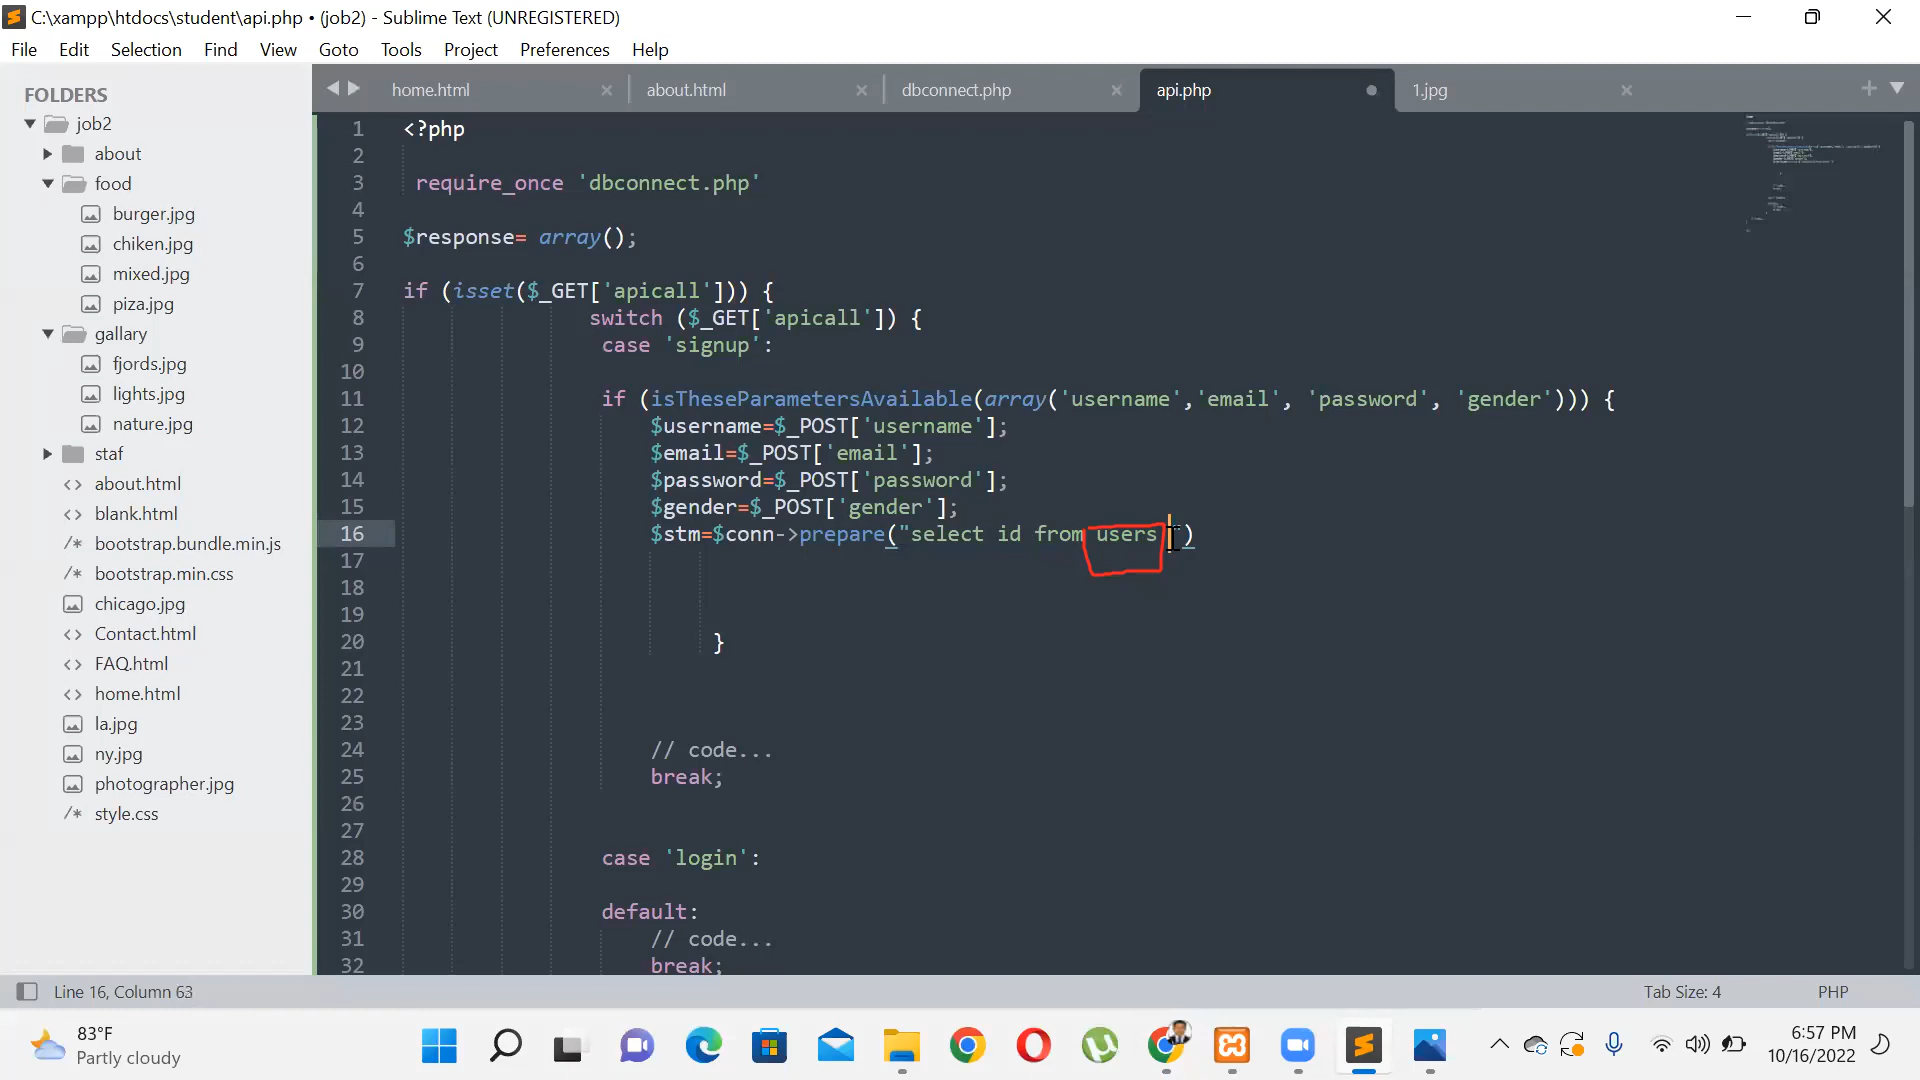 C:\xampp\htdocs\student\api.php • (job2) - Sublime Text (UNREGISTERED)
File Edit Selection Find View Goto Tools Project Preferences Help
FOLDERS
job2
about
food
burger.jpg
chiken.jpg
mixed.jpg
piza.jpg
gallary
fjords.jpg
lights.jpg
nature.jpg
staf
<> about.html
<> blank.html
/* bootstrap.bundle.min.js
/* bootstrap.min.css
chicago.jpg
<> Contact.html
<> FAQ.html
<> home.html
la.jpg
ny.jpg
photographer.jpg
/* style.css
home.html about.html dbconnect.php api.php 1.jpg
1 <?php
2
3 require_once 'dbconnect.php'
4
5 $response= array();
6
7 if (isset($_GET['apicall'])) {
8 switch ($_GET['apicall']) {
9 case 'signup':
10
11 if (isTheseParametersAvailable(array('username','email', 'password', 'gender'))) {
12 $username=$_POST['username'];
13 $email=$_POST['email'];
14 $password=$_POST['password'];
15 $gender=$_POST['gender'];
16 $stm=$conn->prepare("select id from users ")
17
18
19
20 }
21
22
23
24 // code...
25 break;
26
27
28 case 'login':
29
30 default:
31 // code...
32 break;
Line 16, Column 63 Tab Size: 4 PHP
83°F
Partly cloudy
6:57 PM
10/16/2022